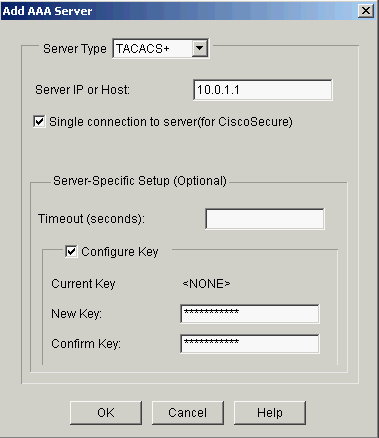 Add AAA Server
Server Type TACACS+
Server IP or Host: 10.0.1.1
Single connection to server(for CiscoSecure)
Server-Specific Setup (Optional)
Timeout (seconds):
Configure Key
Current Key <NONE>
New Key: ***********
Confirm Key: ***********
OK Cancel Help